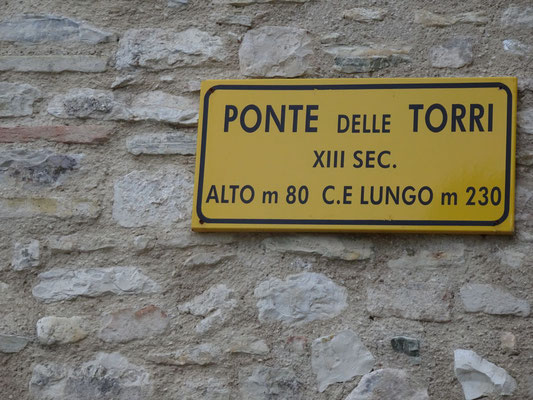 PONTE DELLE TORRI
XIII SEC.
ALTO m 80 C.E LUNGO m 230